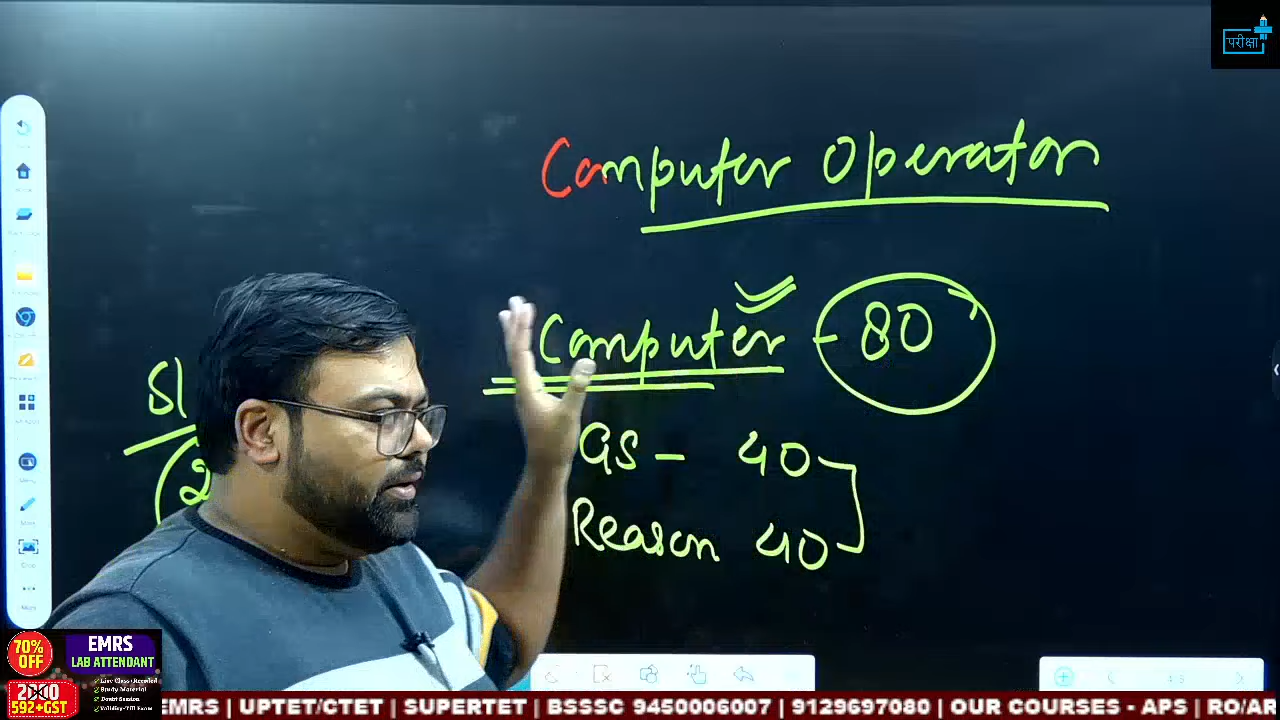 परीक्षा
Computer Operator
Computer - 80
GS - 40
Reason 40
70%
OFF
EMRS
LAB ATTENDANT
592+GST
EMRS | UPTET/CTET | SUPERTET | BSSSC 9450006007 | 9129697080 | OUR COURSES - APS | RO/AR